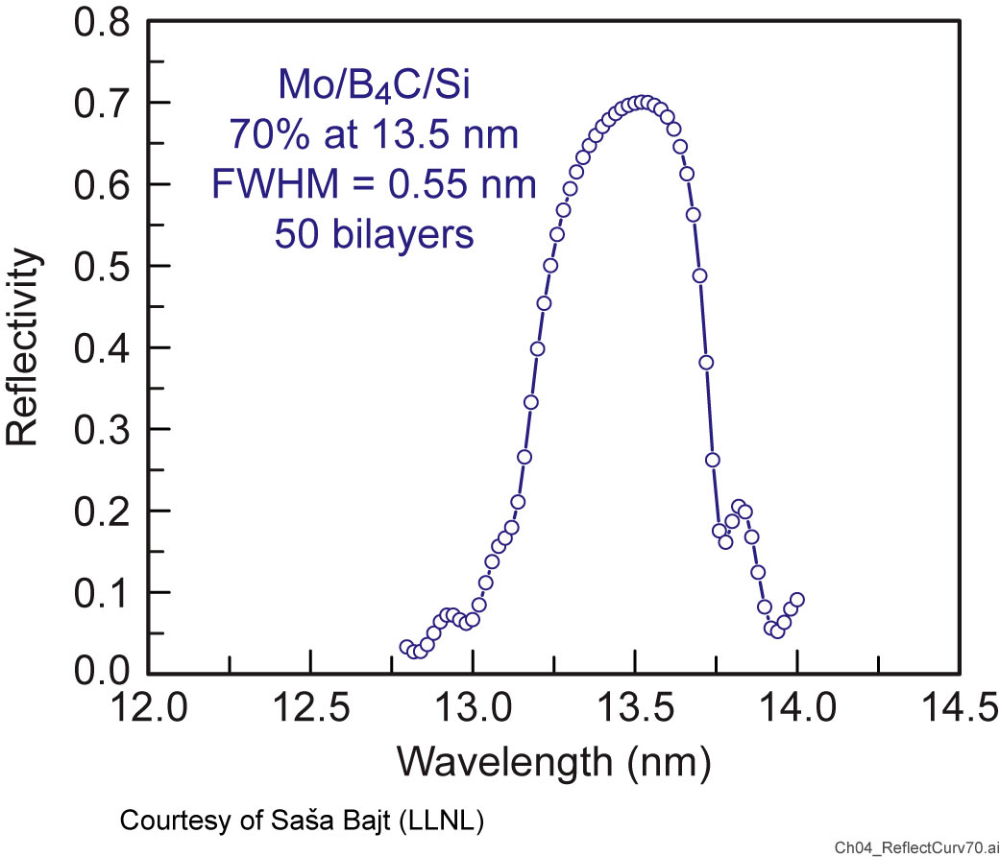 0.8
0.7
0.6
0.5
0.4
0.3
0.2
0.1
0.0
Reflectivity
Mo/B₄C/Si
70% at 13.5 nm
FWHM = 0.55 nm
50 bilayers
12.0 12.5 13.0 13.5 14.0 14.5
Wavelength (nm)
Courtesy of Saša Bajt (LLNL)
Ch04_ReflectCurv70.ai